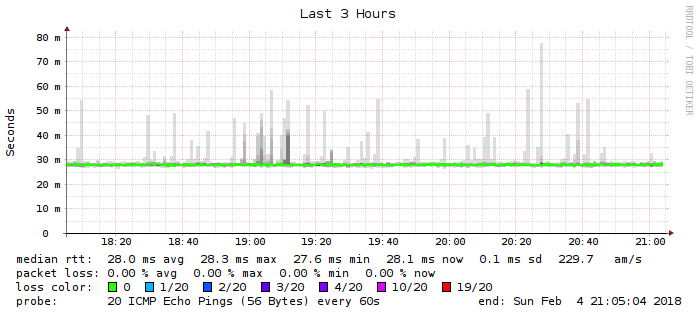 Last 3 Hours
RRDTOOL / TOBI OETIKER
Seconds
80 m
70 m
60 m
50 m
40 m
30 m
20 m
10 m
0
18:20 18:40 19:00 19:20 19:40 20:00 20:20 20:40 21:00
median rtt: 28.0 ms avg 28.3 ms max 27.6 ms min 28.1 ms now 0.1 ms sd 229.7 am/s
packet loss: 0.00 % avg 0.00 % max 0.00 % min 0.00 % now
loss color: 0 1/20 2/20 3/20 4/20 10/20 19/20
probe: 20 ICMP Echo Pings (56 Bytes) every 60s end: Sun Feb 4 21:05:04 2018